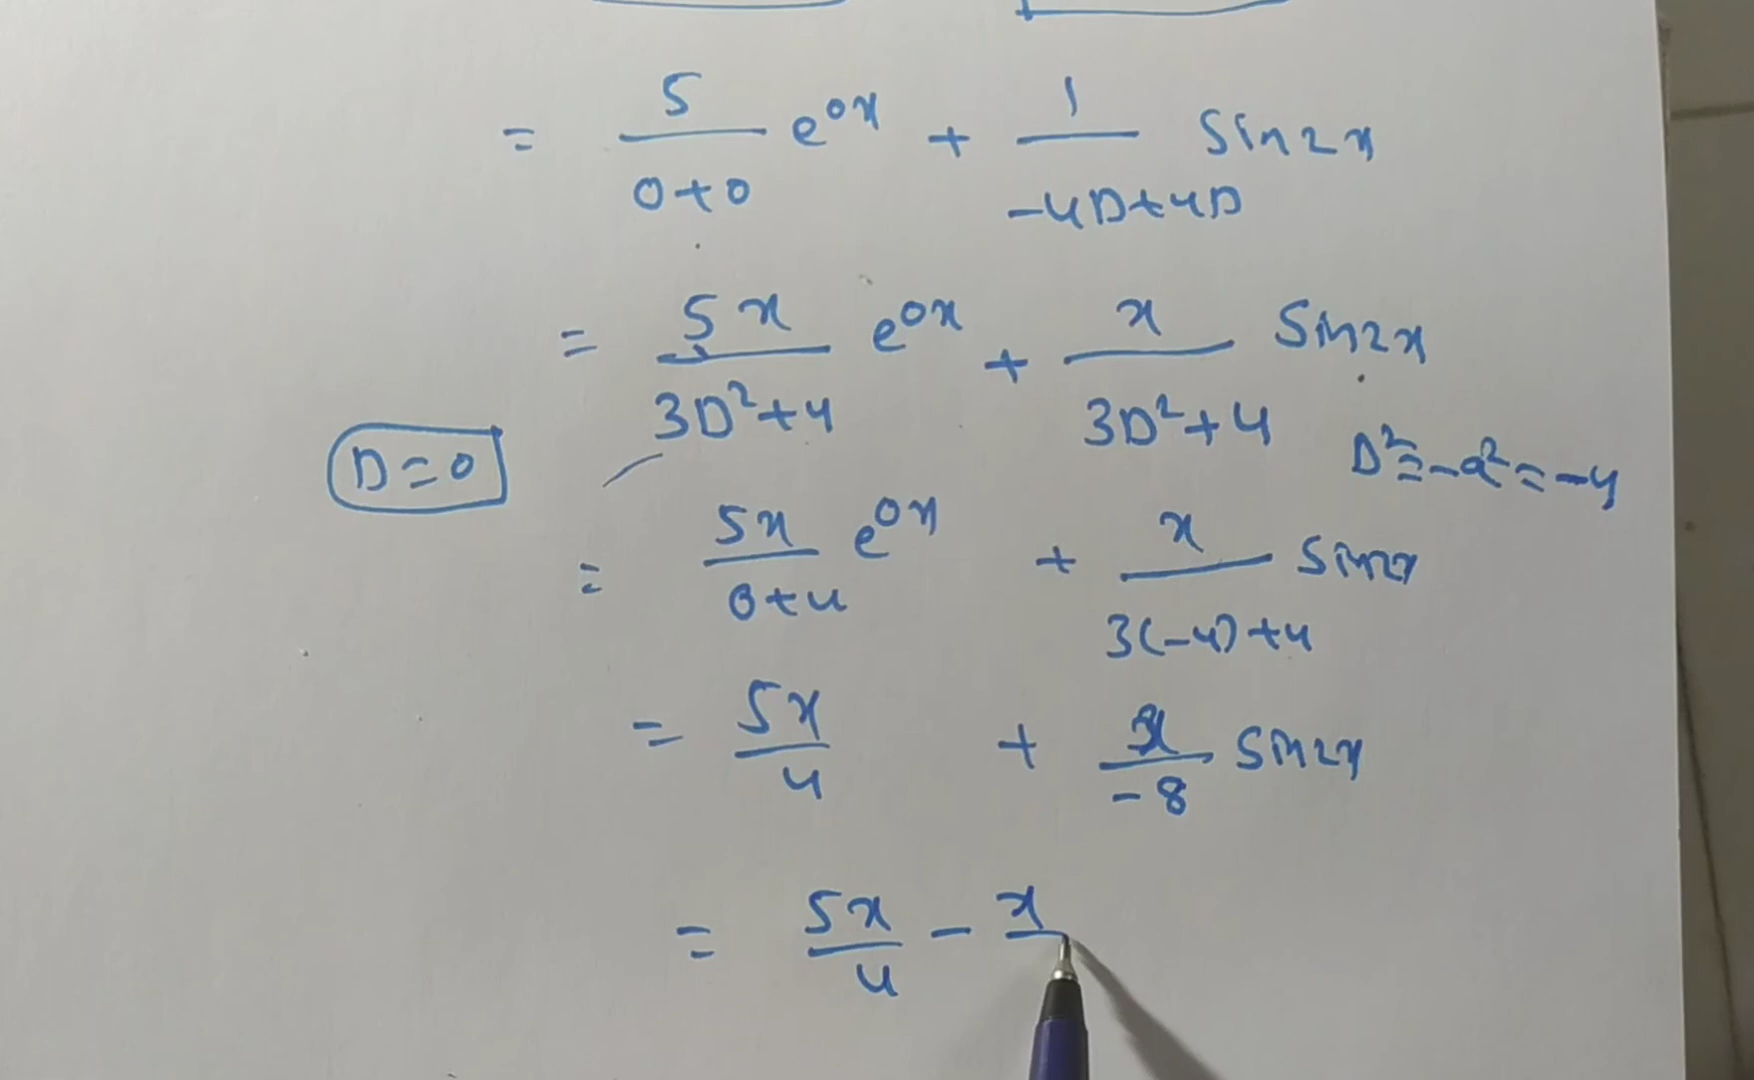 = 5/(0+0) e^{0x} + 1/(-4D+4D) Sin2x
= 5x/(3D²+4) e^{0x} + x/(3D²+4) Sin2x
D=0
D²=-a²=-4
= 5x/(0+4) e^{0x} + x/(3(-4)+4) Sin2x
= 5x/4 + x/-8 Sin2x
= 5x/4 - x